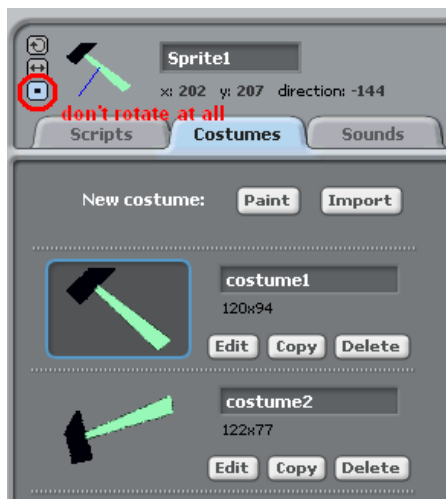 Sprite1
x: 202 y: 207 direction: -144
don't rotate at all
Scripts Costumes Sounds
New costume: Paint Import
costume1
120x94
Edit Copy Delete
costume2
122x77
Edit Copy Delete